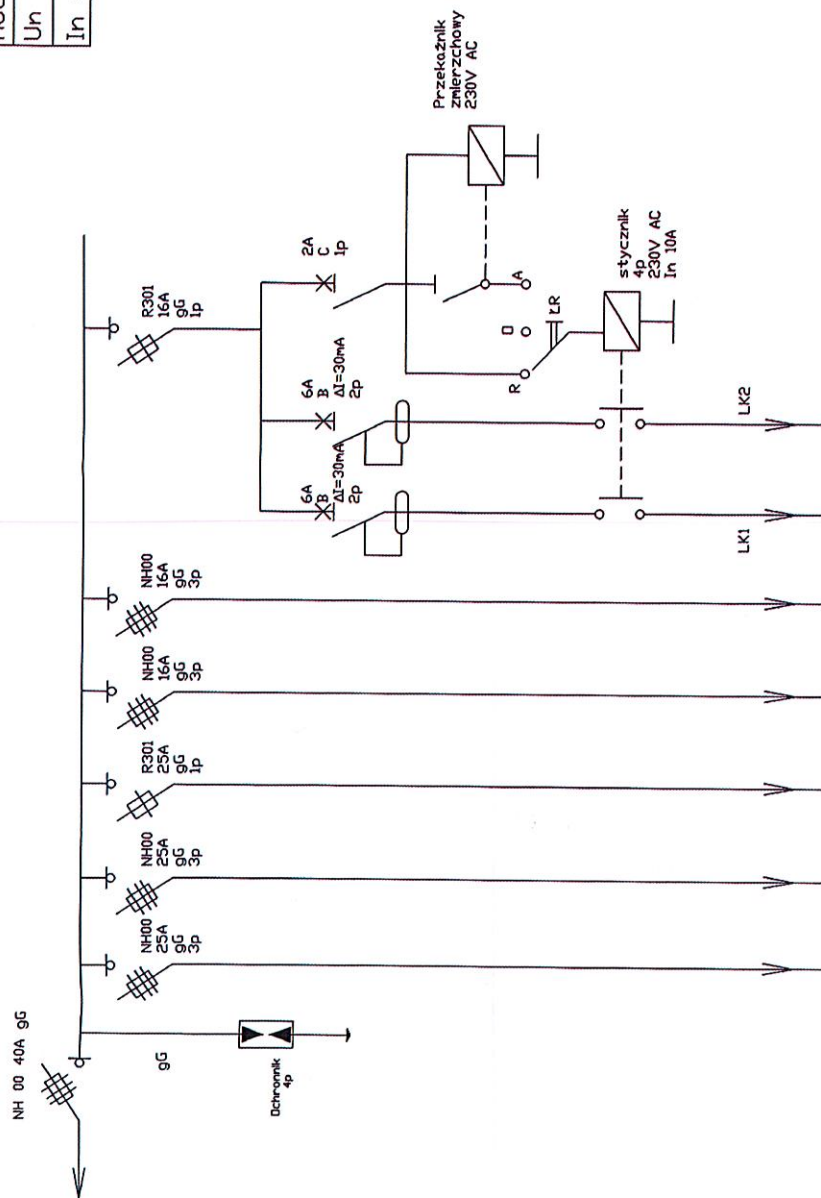 Un
In
NH 00 40A gG
gG
Ochronnik
4p
NH00
25A
gG
3p
NH00
25A
gG
3p
R301
25A
gG
1p
NH00
16A
gG
3p
NH00
16A
gG
3p
R301
16A
gG
1p
6A
B
ΔI=30mA
2p
6A
B
ΔI=30mA
2p
2A
C
1p
Przekaźnik
zmierzchowy
230V AC
R
0
A
ŁR
stycznik
4p
230V AC
In 10A
LK1
LK2